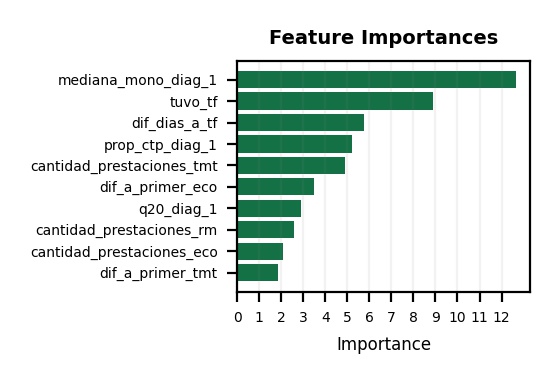 Feature Importances
mediana_mono_diag_1
tuvo_tf
dif_dias_a_tf
prop_ctp_diag_1
cantidad_prestaciones_tmt
dif_a_primer_eco
q20_diag_1
cantidad_prestaciones_rm
cantidad_prestaciones_eco
dif_a_primer_tmt
0 1 2 3 4 5 6 7 8 9 10 11 12
Importance